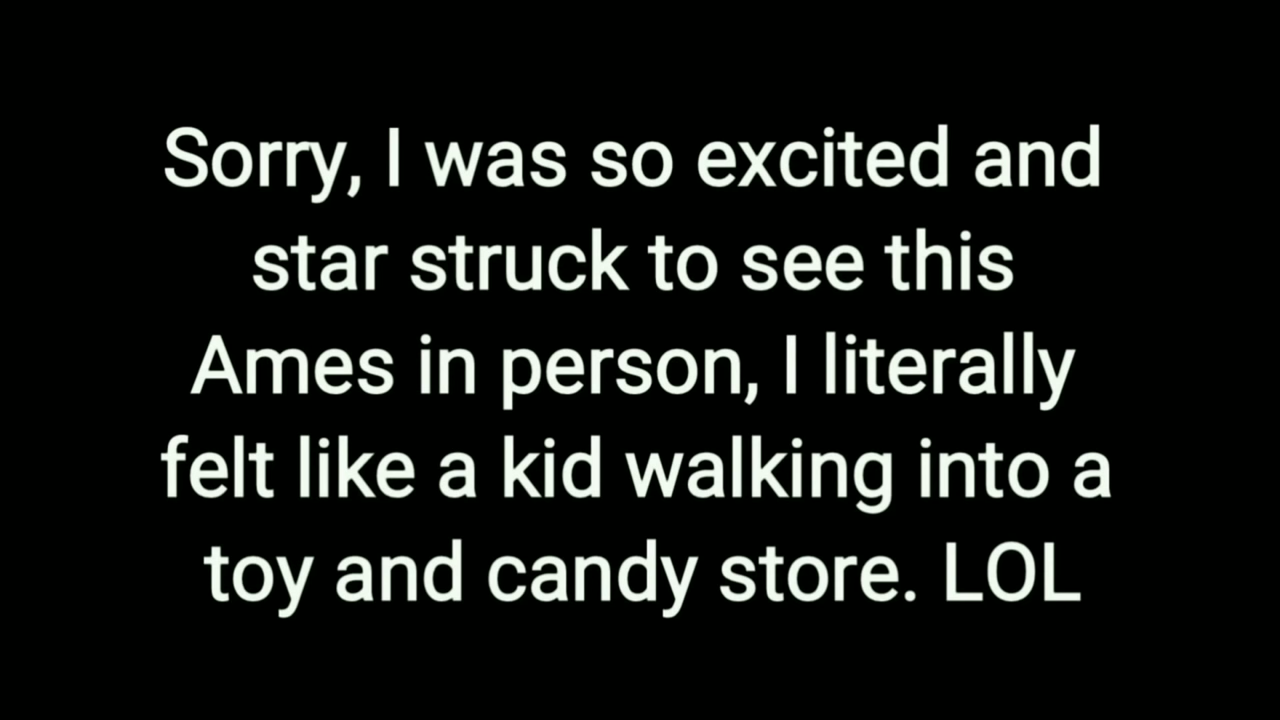 Sorry, I was so excited and
star struck to see this
Ames in person, I literally
felt like a kid walking into a
toy and candy store. LOL